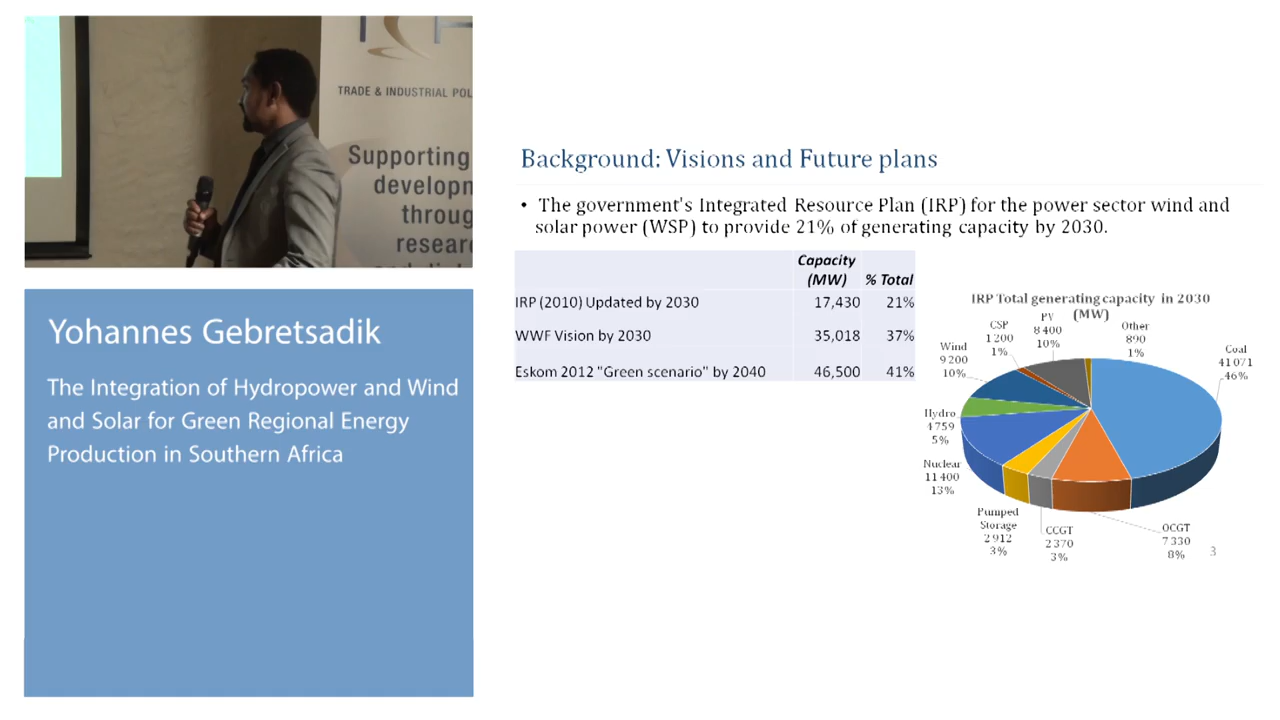 TRADE & INDUSTRIAL POL
Supporting
developm
throug
resear
Yohannes Gebretsadik
The Integration of Hydropower and Wind
and Solar for Green Regional Energy
Production in Southern Africa
Background: Visions and Future plans
• The government's Integrated Resource Plan (IRP) for the power sector wind and
solar power (WSP) to provide 21% of generating capacity by 2030.
Capacity
(MW) % Total
IRP (2010) Updated by 2030 17,430 21%
WWF Vision by 2030 35,018 37%
Eskom 2012 "Green scenario" by 2040 46,500 41%
IRP Total generating capacity in 2030
(MW)
PV
8 400
10%
CSP
1 200
1%
Other
890
1%
Wind
9 200
10%
Coal
41 071
46%
Hydro
4 759
5%
Nuclear
11 400
13%
Pumped
Storage
2 912
3%
CCGT
2 370
3%
OCGT
7 330
8%
3